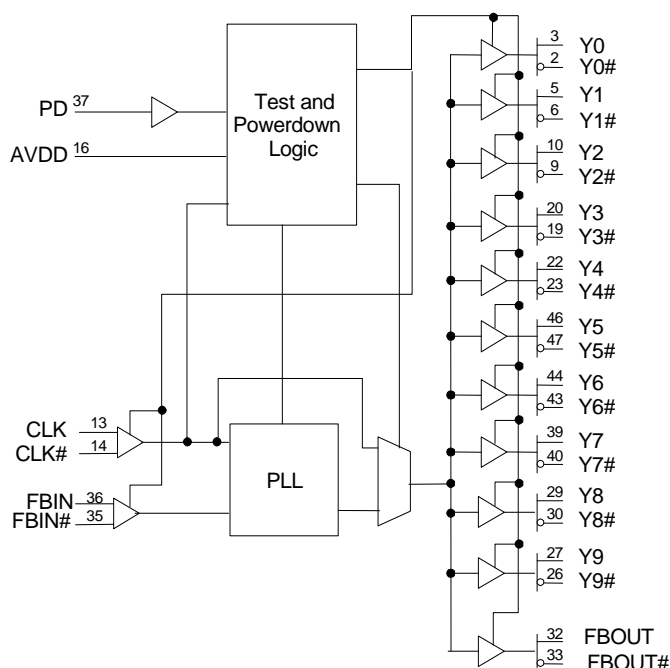 3 Y0
2 Y0#
5 Y1
6 Y1#
10 Y2
9 Y2#
20 Y3
19 Y3#
22 Y4
23 Y4#
46 Y5
47 Y5#
44 Y6
43 Y6#
39 Y7
40 Y7#
29 Y8
30 Y8#
27 Y9
26 Y9#
32 FBOUT
33 FBOUT#
PD 37
AVDD 16
Test and
Powerdown
Logic
CLK 13
CLK# 14
FBIN 36
FBIN# 35
PLL